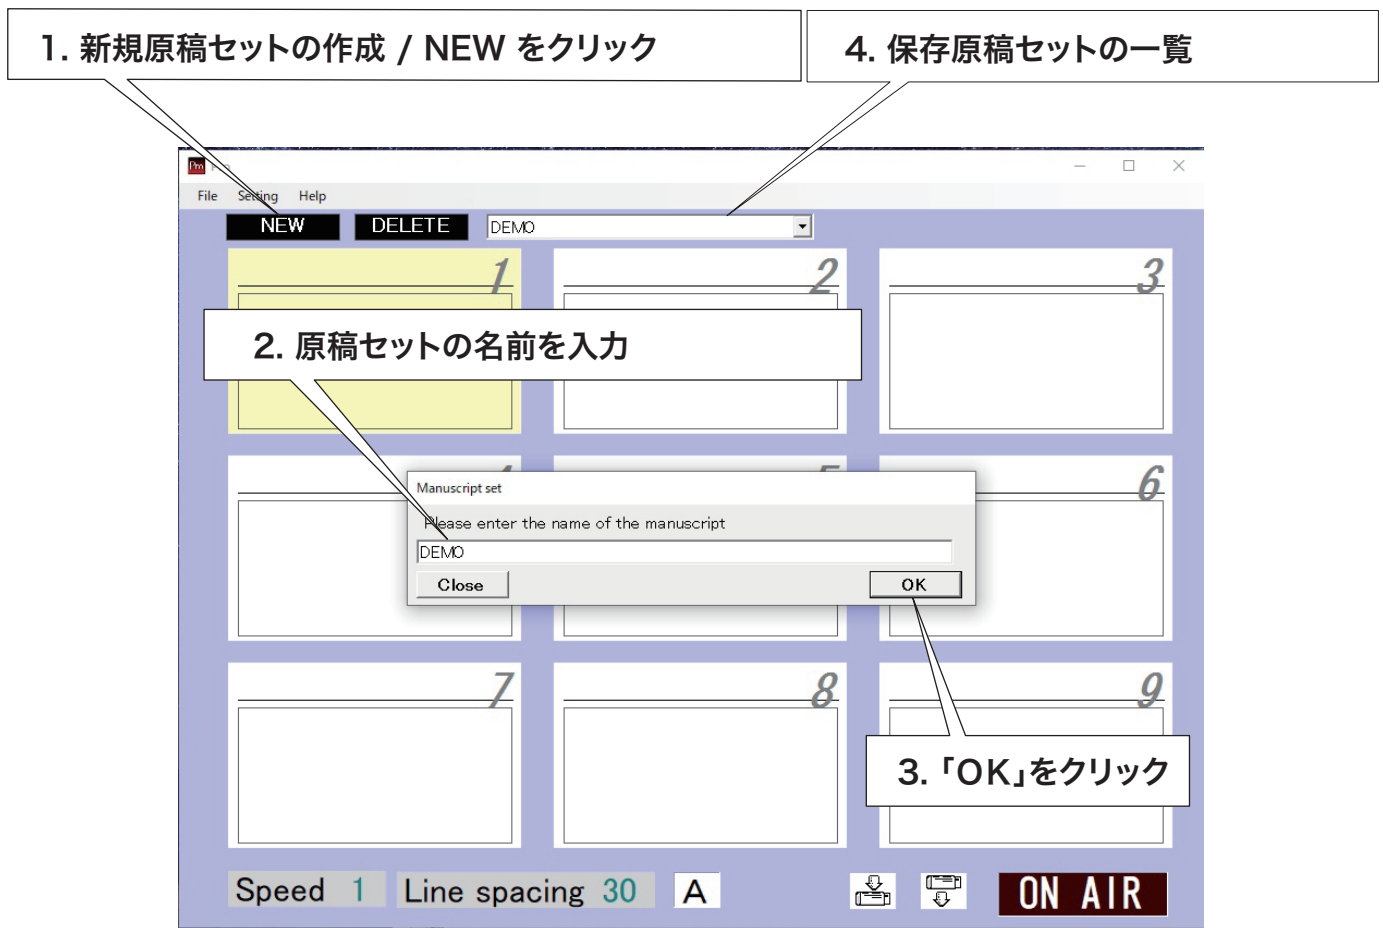 1. 新規原稿セットの作成 / NEW をクリック
4. 保存原稿セットの一覧
Pm
File Setting Help
NEW DELETE DEMO
1 2 3
2. 原稿セットの名前を入力
6
Manuscript set
Please enter the name of the manuscript
DEMO
Close OK
7 8 9
3. 「OK」をクリック
Speed 1 Line spacing 30 A ON AIR